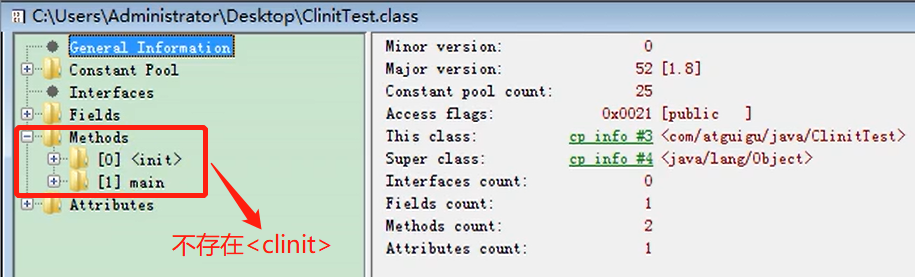 C:\Users\Administrator\Desktop\ClinitTest.class
General Information
Constant Pool
Interfaces
Fields
Methods
[0] <init>
[1] main
Attributes
不存在<clinit>
Minor version: 0
Major version: 52 [1.8]
Constant pool count: 25
Access flags: 0x0021 [public ]
This class: cp info #3 <com/atguigu/java/ClinitTest>
Super class: cp info #4 <java/lang/Object>
Interfaces count: 0
Fields count: 1
Methods count: 2
Attributes count: 1